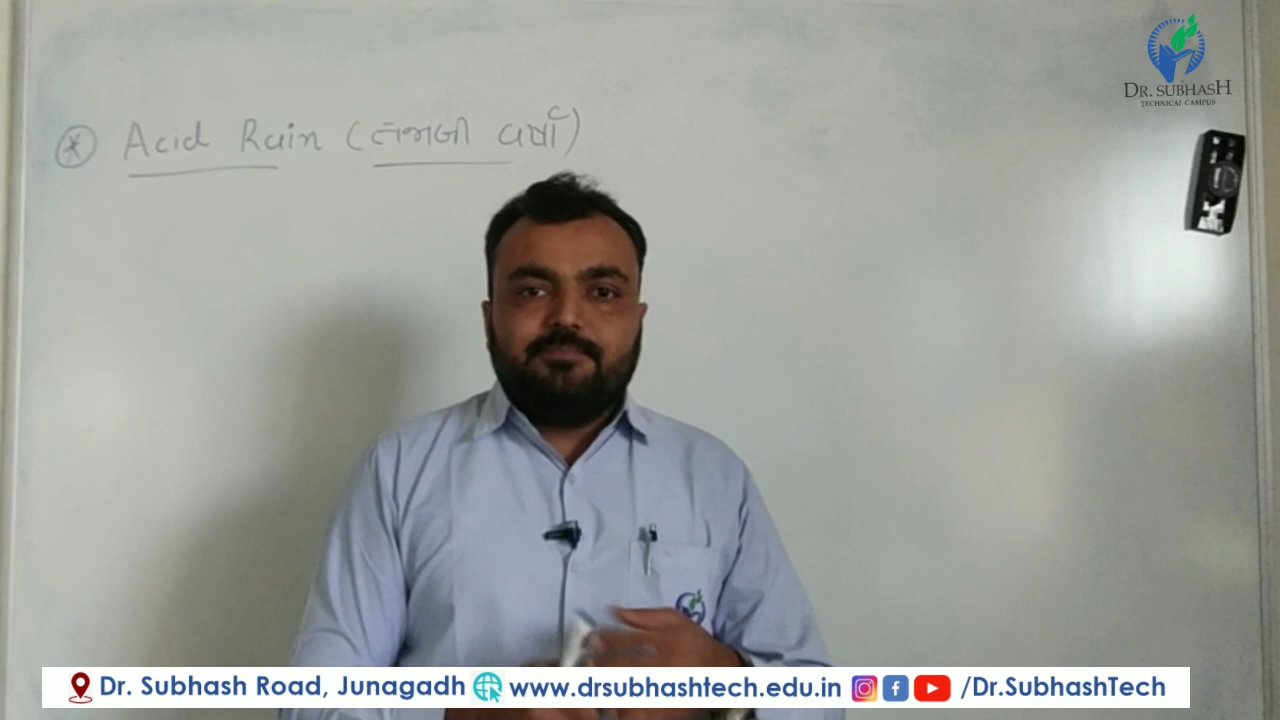 * Acid Rain (તેજાબી વર્ષા)
DR. SUBHASH
TECHNICAL CAMPUS
Dr. Subhash Road, Junagadh www.drsubhashtech.edu.in /Dr.SubhashTech